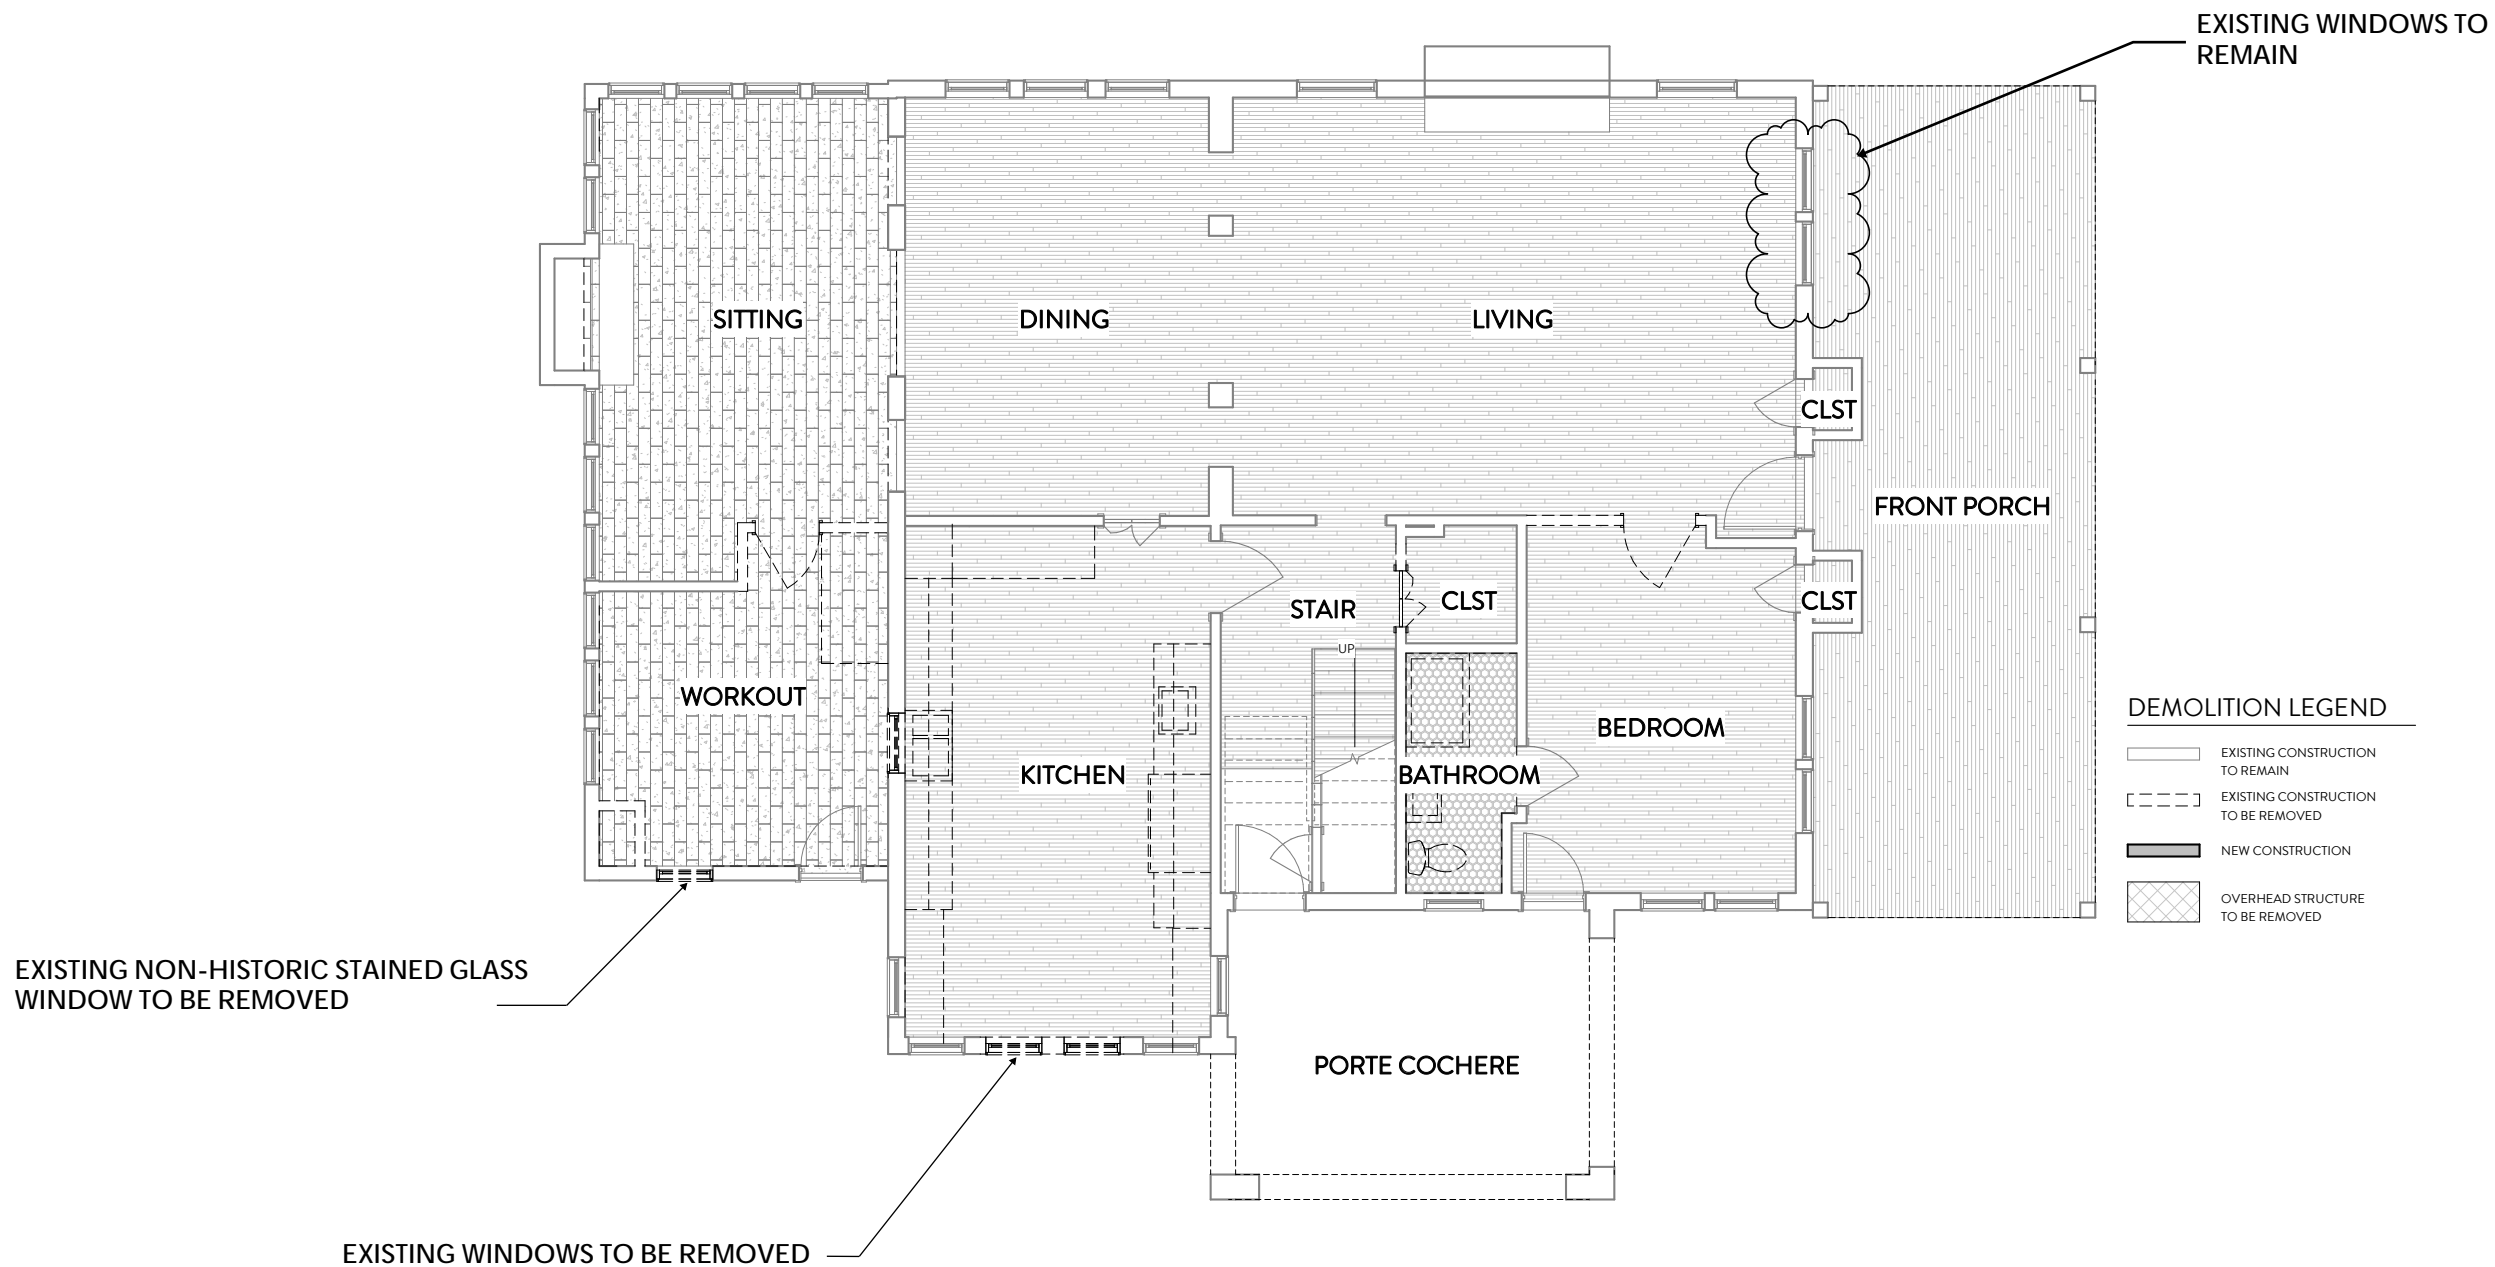 EXISTING WINDOWS TO
REMAIN
SITTING
DINING
LIVING
CLST
FRONT PORCH
STAIR
CLST
CLST
UP
WORKOUT
BEDROOM
KITCHEN
BATHROOM
DEMOLITION LEGEND
EXISTING CONSTRUCTION
TO REMAIN
EXISTING CONSTRUCTION
TO BE REMOVED
NEW CONSTRUCTION
OVERHEAD STRUCTURE
TO BE REMOVED
EXISTING NON-HISTORIC STAINED GLASS
WINDOW TO BE REMOVED
PORTE COCHERE
EXISTING WINDOWS TO BE REMOVED